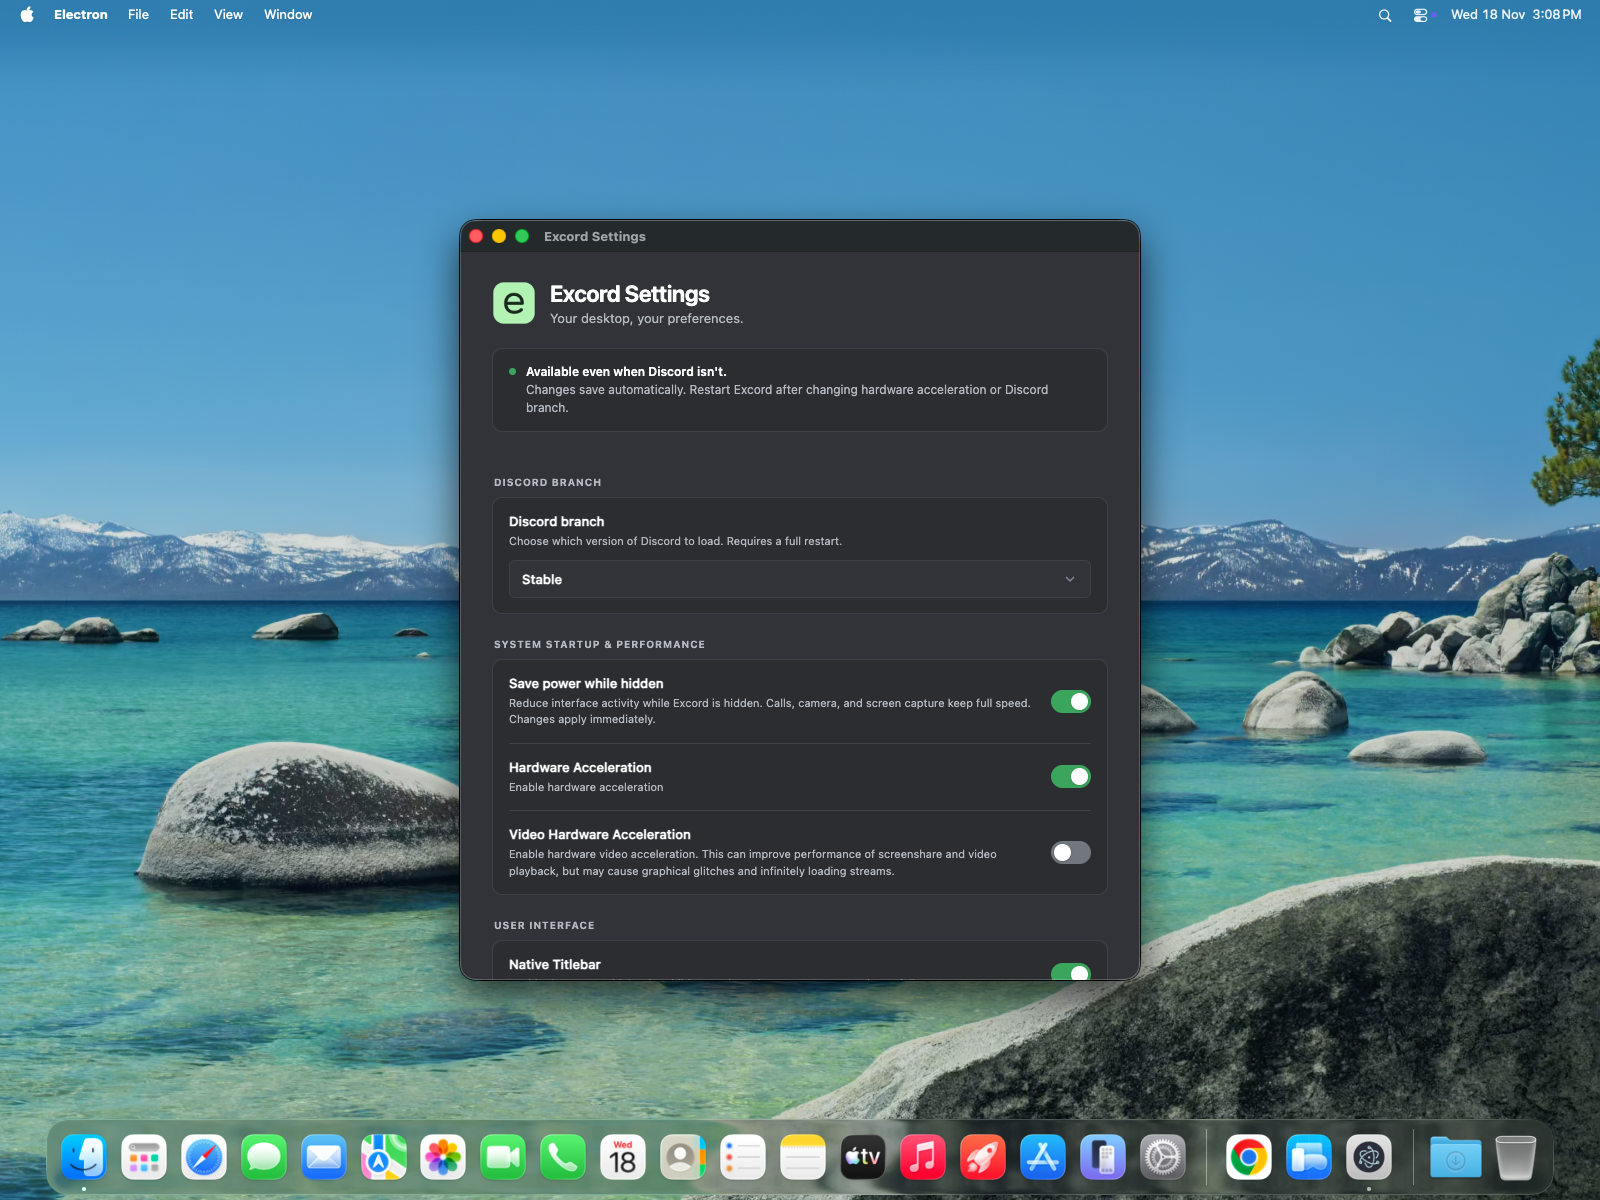 Electron File Edit View Window
Wed 18 Nov 3:08 PM
Excord Settings
e
Excord Settings
Your desktop, your preferences.
Available even when Discord isn't.
Changes save automatically. Restart Excord after changing hardware acceleration or Discord
branch.
DISCORD BRANCH
Discord branch
Choose which version of Discord to load. Requires a full restart.
Stable
SYSTEM STARTUP & PERFORMANCE
Save power while hidden
Reduce interface activity while Excord is hidden. Calls, camera, and screen capture keep full speed.
Changes apply immediately.
Hardware Acceleration
Enable hardware acceleration
Video Hardware Acceleration
Enable hardware video acceleration. This can improve performance of screenshare and video
playback, but may cause graphical glitches and infinitely loading streams.
USER INTERFACE
Native Titlebar
Wed
18
tv